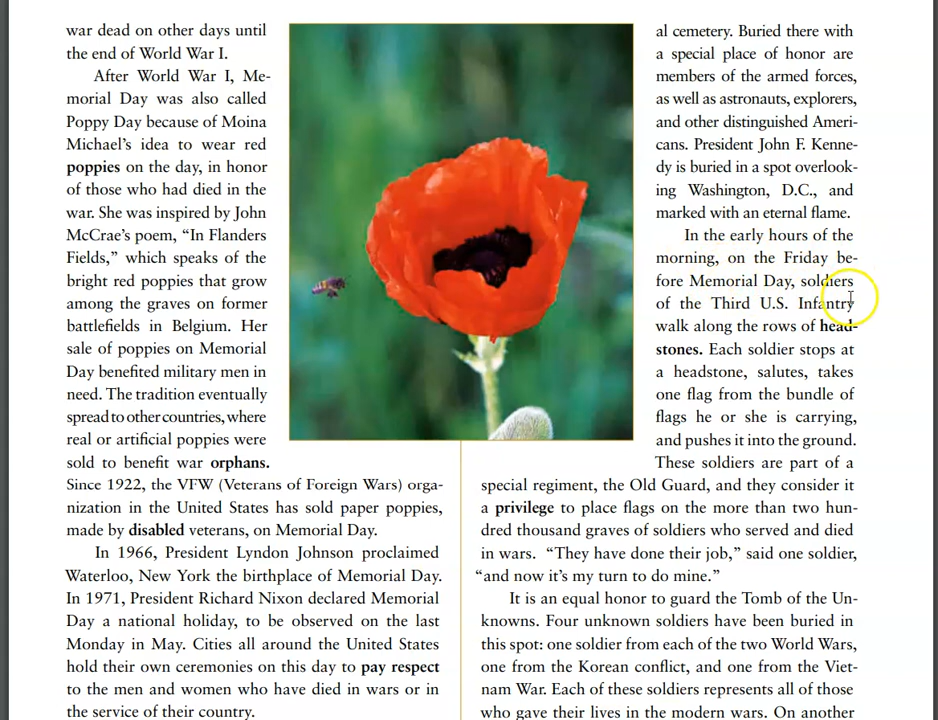 war dead on other days until
the end of World War I.
After World War I, Me-
morial Day was also called
Poppy Day because of Moina
Michael's idea to wear red
poppies on the day, in honor
of those who had died in the
war. She was inspired by John
McCrae's poem, “In Flanders
Fields,” which speaks of the
bright red poppies that grow
among the graves on former
battlefields in Belgium. Her
sale of poppies on Memorial
Day benefited military men in
need. The tradition eventually
spread to other countries, where
real or artificial poppies were
sold to benefit war orphans.
Since 1922, the VFW (Veterans of Foreign Wars) orga-
nization in the United States has sold paper poppies,
made by disabled veterans, on Memorial Day.
In 1966, President Lyndon Johnson proclaimed
Waterloo, New York the birthplace of Memorial Day.
In 1971, President Richard Nixon declared Memorial
Day a national holiday, to be observed on the last
Monday in May. Cities all around the United States
hold their own ceremonies on this day to pay respect
to the men and women who have died in wars or in
the service of their country.
al cemetery. Buried there with
a special place of honor are
members of the armed forces,
as well as astronauts, explorers,
and other distinguished Ameri-
cans. President John F. Kenne-
dy is buried in a spot overlook-
ing Washington, D.C., and
marked with an eternal flame.
In the early hours of the
morning, on the Friday be-
fore Memorial Day, soldiers
of the Third U.S. Infantry
walk along the rows of head-
stones. Each soldier stops at
a headstone, salutes, takes
one flag from the bundle of
flags he or she is carrying,
and pushes it into the ground.
These soldiers are part of a
special regiment, the Old Guard, and they consider it
a privilege to place flags on the more than two hun-
dred thousand graves of soldiers who served and died
in wars. “They have done their job,” said one soldier,
“and now it's my turn to do mine.”
It is an equal honor to guard the Tomb of the Un-
knowns. Four unknown soldiers have been buried in
this spot: one soldier from each of the two World Wars,
one from the Korean conflict, and one from the Viet-
nam War. Each of these soldiers represents all of those
who gave their lives in the modern wars. On another